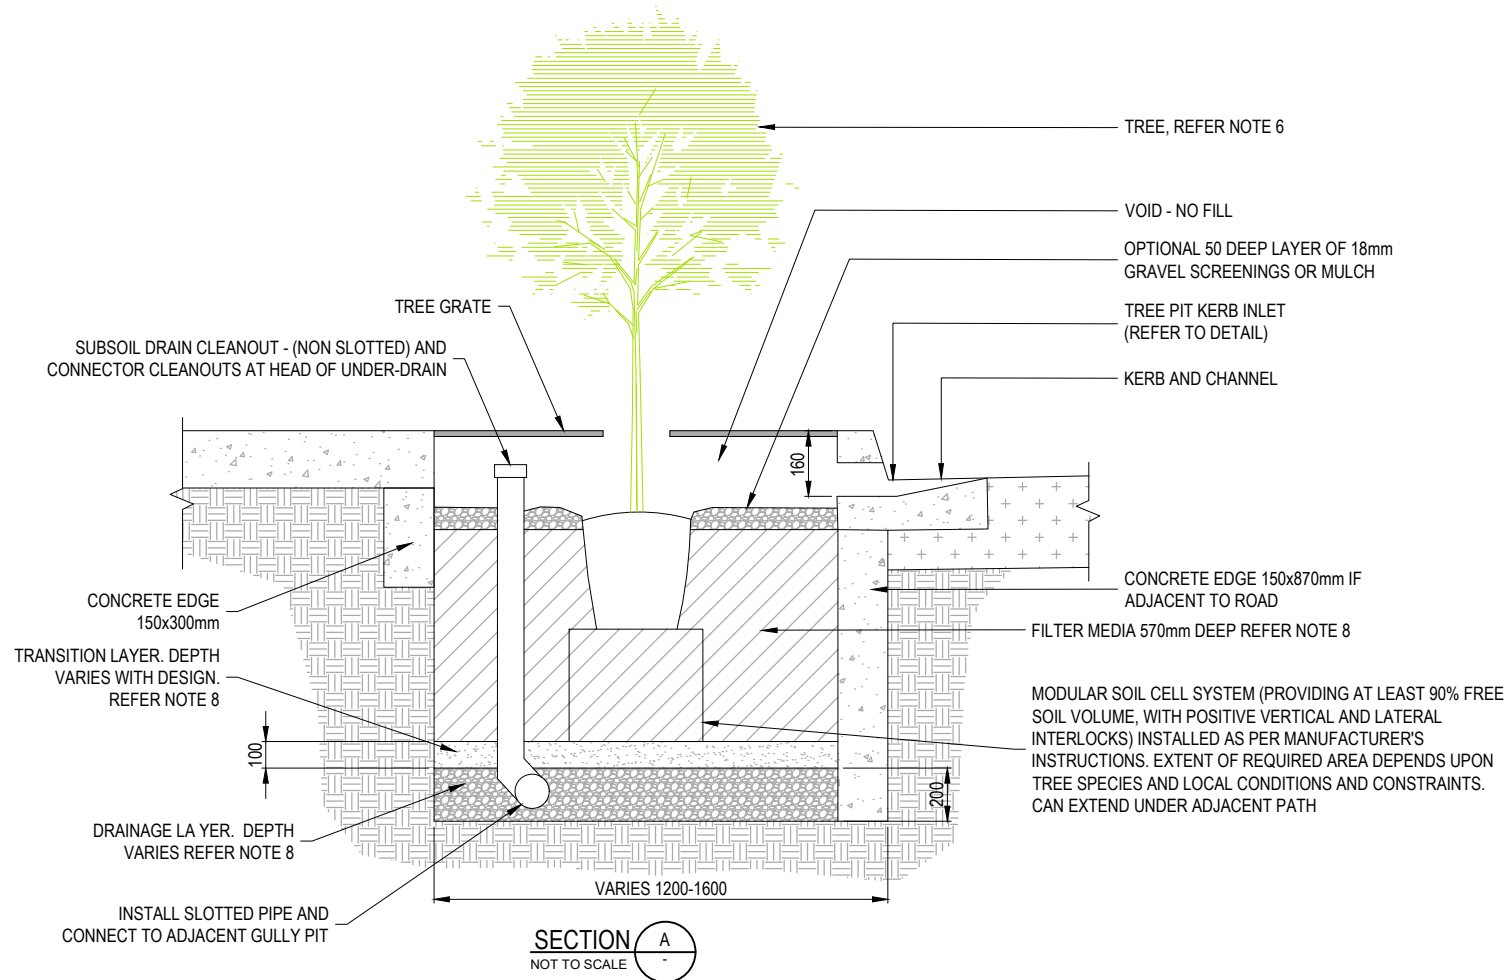 TREE, REFER NOTE 6
VOID - NO FILL
OPTIONAL 50 DEEP LAYER OF 18mm
GRAVEL SCREENINGS OR MULCH
TREE GRATE
TREE PIT KERB INLET
(REFER TO DETAIL)
SUBSOIL DRAIN CLEANOUT - (NON SLOTTED) AND
CONNECTOR CLEANOUTS AT HEAD OF UNDER-DRAIN
KERB AND CHANNEL
160
CONCRETE EDGE
150x300mm
CONCRETE EDGE 150x870mm IF
ADJACENT TO ROAD
FILTER MEDIA 570mm DEEP REFER NOTE 8
TRANSITION LAYER. DEPTH
VARIES WITH DESIGN.
REFER NOTE 8
MODULAR SOIL CELL SYSTEM (PROVIDING AT LEAST 90% FREE
SOIL VOLUME, WITH POSITIVE VERTICAL AND LATERAL
INTERLOCKS) INSTALLED AS PER MANUFACTURER'S
INSTRUCTIONS. EXTENT OF REQUIRED AREA DEPENDS UPON
TREE SPECIES AND LOCAL CONDITIONS AND CONSTRAINTS.
CAN EXTEND UNDER ADJACENT PATH
100
200
DRAINAGE LA YER. DEPTH
VARIES REFER NOTE 8
VARIES 1200-1600
INSTALL SLOTTED PIPE AND
CONNECT TO ADJACENT GULLY PIT
SECTION A
NOT TO SCALE -